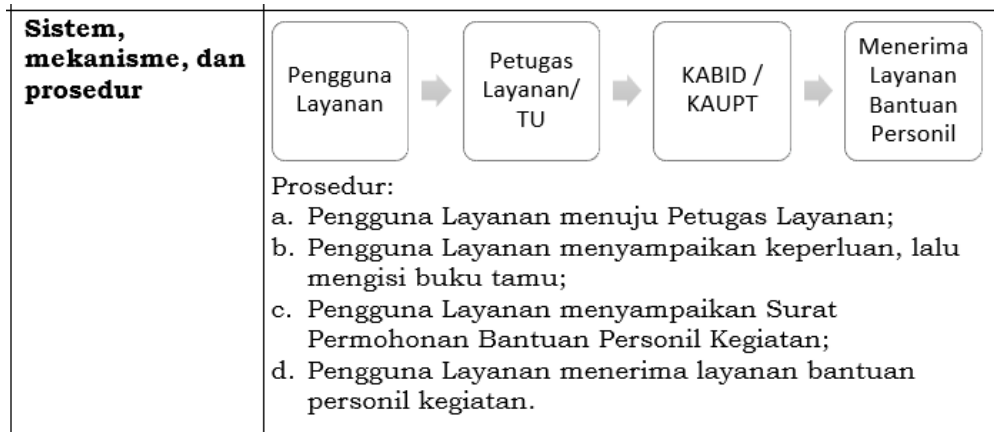 Sistem,
mekanisme, dan
prosedur
Pengguna
Layanan
Petugas
Layanan/
TU
KABID /
KAUPT
Menerima
Layanan
Bantuan
Personil
Prosedur:
a. Pengguna Layanan menuju Petugas Layanan;
b. Pengguna Layanan menyampaikan keperluan, lalu
mengisi buku tamu;
c. Pengguna Layanan menyampaikan Surat
Permohonan Bantuan Personil Kegiatan;
d. Pengguna Layanan menerima layanan bantuan
personil kegiatan.